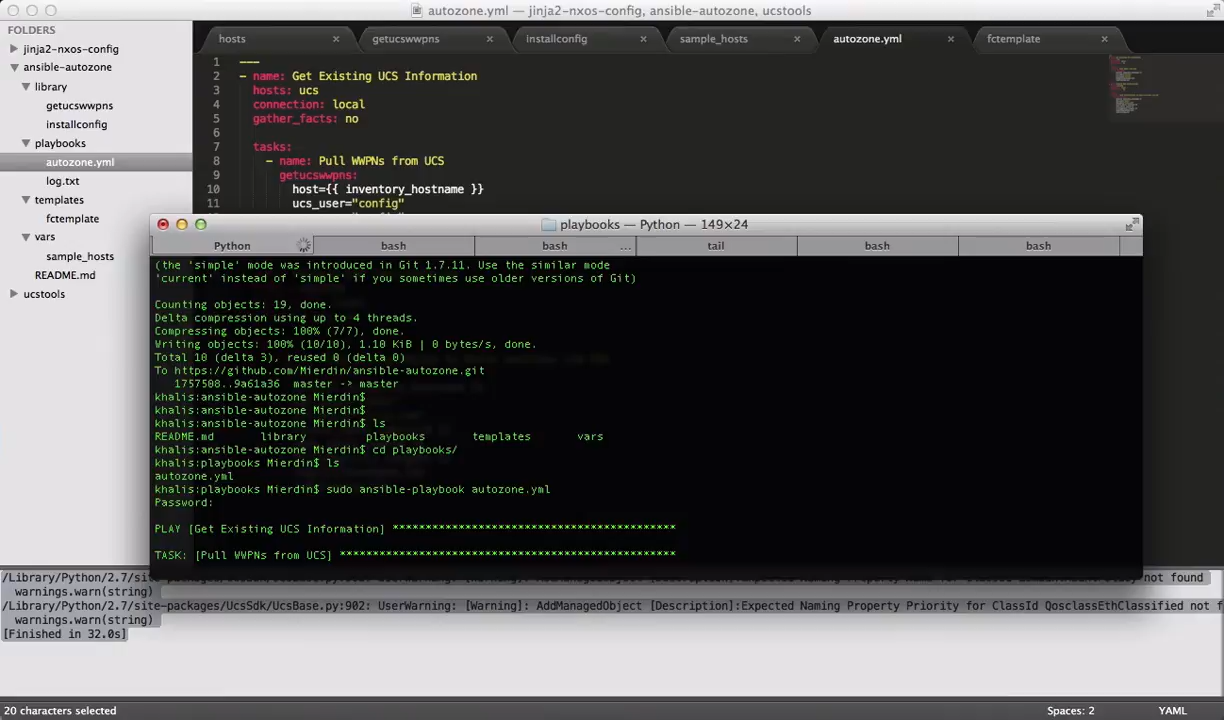 autozone.yml — jinja2-nxos-config, ansible-autozone, ucstools
FOLDERS
jinja2-nxos-config
ansible-autozone
library
getucswwpns
installconfig
playbooks
autozone.yml
log.txt
templates
fctemplate
vars
sample_hosts
README.md
ucstools
hosts × getucswwpns × installconfig × sample_hosts × autozone.yml × fctemplate ×
1 ---
2 - name: Get Existing UCS Information
3 hosts: ucs
4 connection: local
5 gather_facts: no
6
7 tasks:
8 - name: Pull WWPNs from UCS
9 getucswwpns:
10 host={{ inventory_hostname }}
11 ucs_user="config"
playbooks — Python — 149×24
Python bash bash ... tail bash bash
(the 'simple' mode was introduced in Git 1.7.11. Use the similar mode
'current' instead of 'simple' if you sometimes use older versions of Git)
Counting objects: 19, done.
Delta compression using up to 4 threads.
Compressing objects: 100% (7/7), done.
Writing objects: 100% (10/10), 1.10 KiB | 0 bytes/s, done.
Total 10 (delta 3), reused 0 (delta 0)
To https://github.com/Mierdin/ansible-autozone.git
1757508..9a61a36 master -> master
khalis:ansible-autozone Mierdin$
khalis:ansible-autozone Mierdin$
khalis:ansible-autozone Mierdin$ ls
README.md library playbooks templates vars
khalis:ansible-autozone Mierdin$ cd playbooks/
khalis:playbooks Mierdin$ ls
autozone.yml
khalis:playbooks Mierdin$ sudo ansible-playbook autozone.yml
Password:
PLAY [Get Existing UCS Information] *******************************************
TASK: [Pull WWPNs from UCS] ***************************************************
/Library/Python/2.7/site- not found
warnings.warn(string)
/Library/Python/2.7/site-packages/UcsSdk/UcsBase.py:902: UserWarning: [Warning]: AddManagedObject [Description]:Expected Naming Property Priority for ClassId QosclassEthClassified not f
warnings.warn(string)
[Finished in 32.0s]
20 characters selected
Spaces: 2 YAML